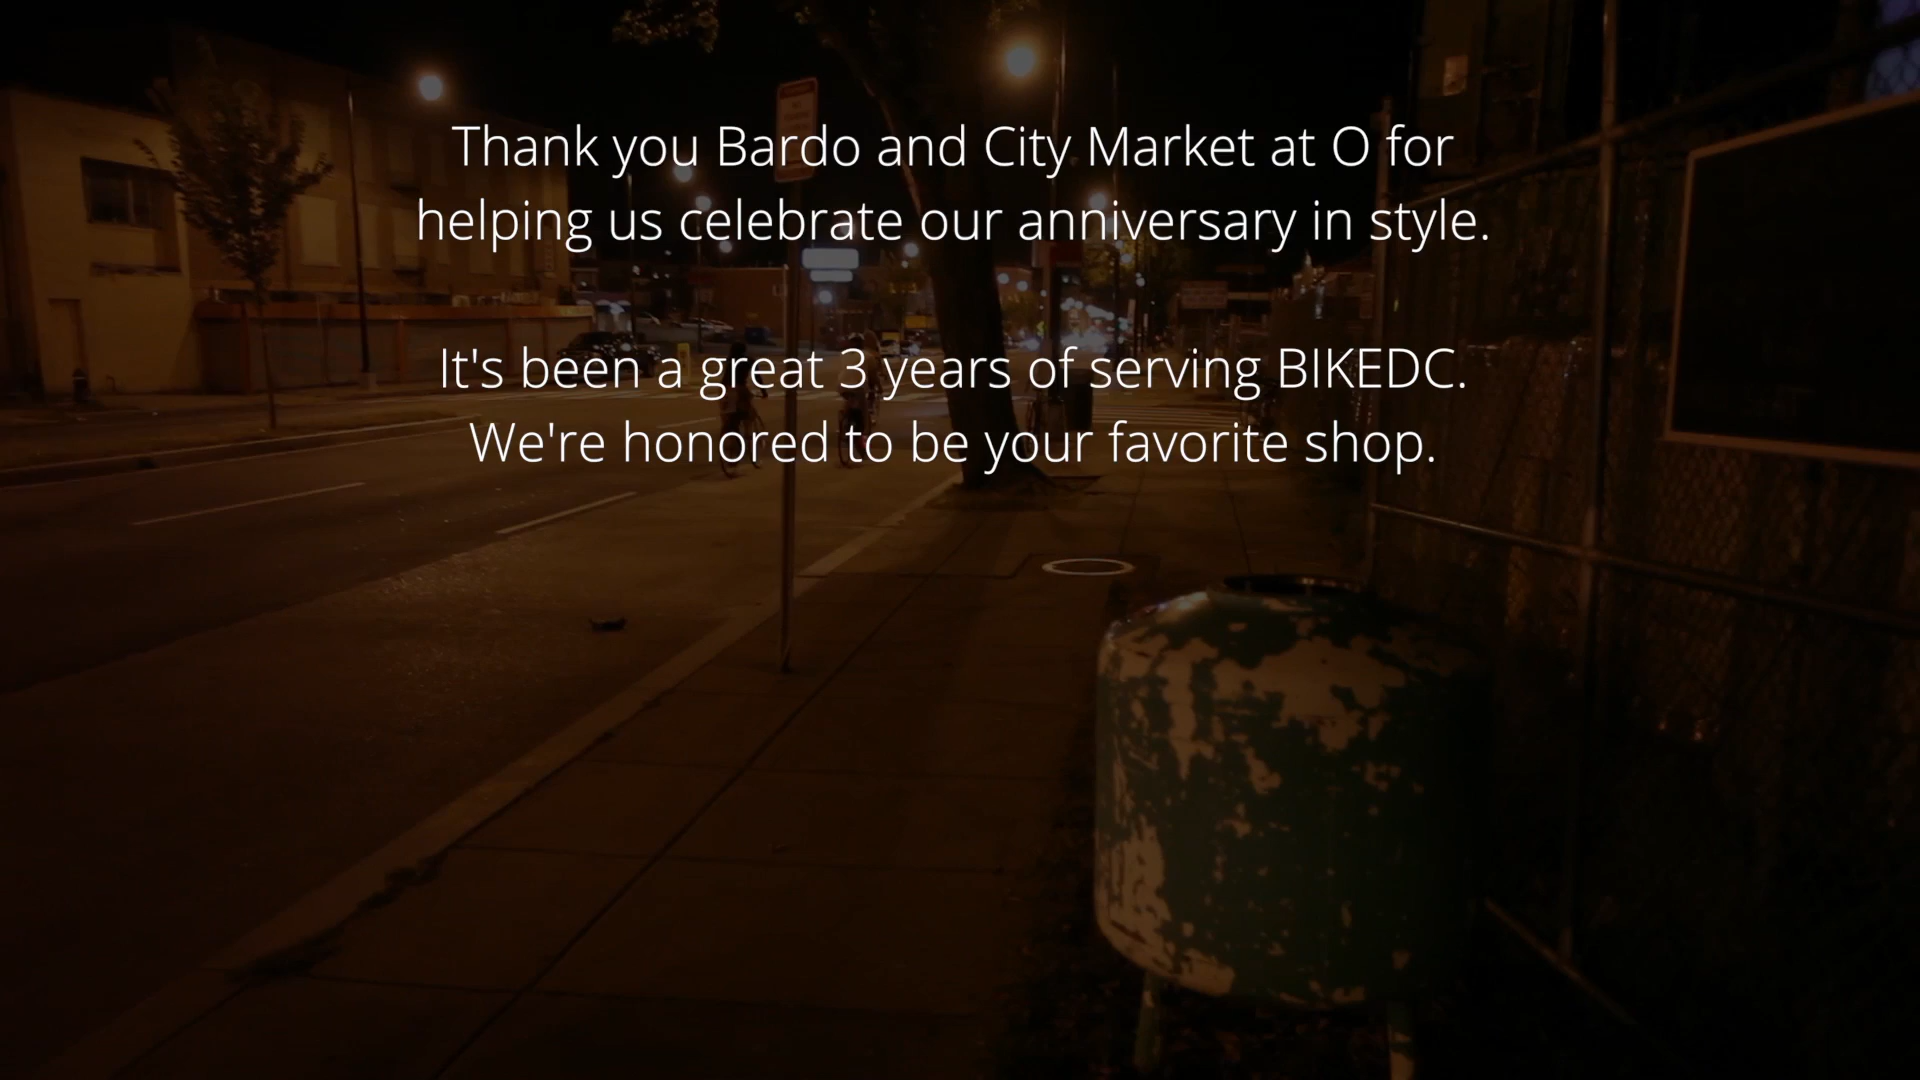 Thank you Bardo and City Market at O for
helping us celebrate our anniversary in style.
It's been a great 3 years of serving BIKEDC.
We're honored to be your favorite shop.